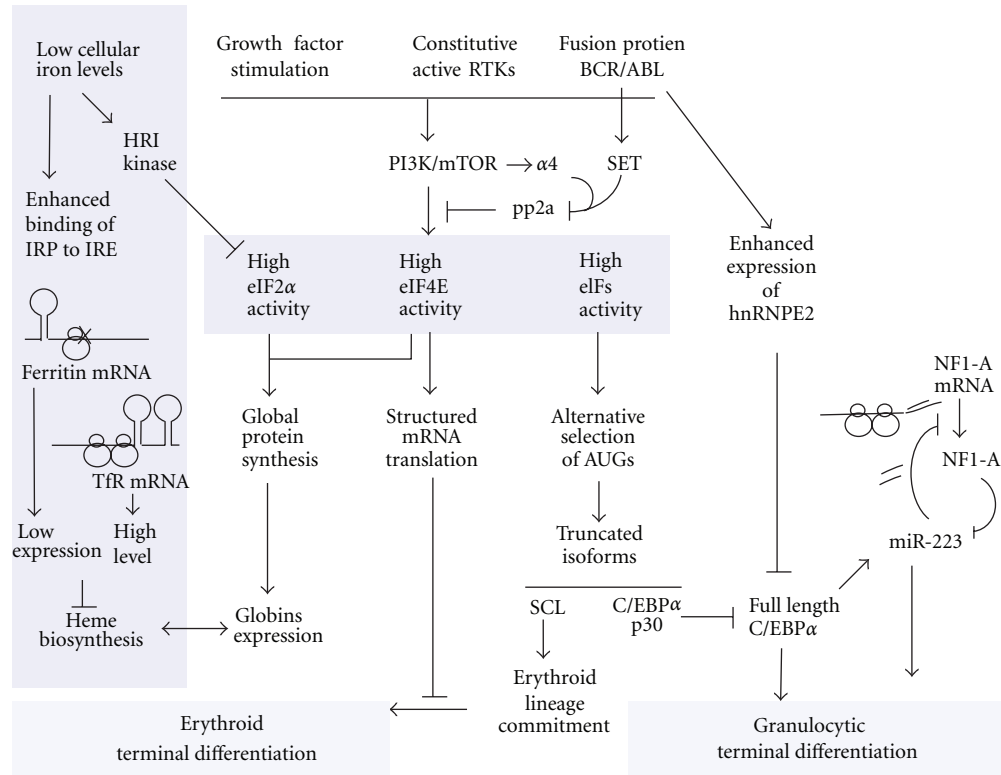 Low cellular
iron levels
HRI
kinase
Enhanced
binding of
IRP to IRE
Ferritin mRNA
TfR mRNA
Low
expression
High
level
Heme
biosynthesis
Growth factor
stimulation
Constitutive
active RTKs
Fusion protien
BCR/ABL
PI3K/mTOR
α4
SET
pp2a
High
eIF2α
activity
High
eIF4E
activity
High
elFs
activity
Global
protein
synthesis
Structured
mRNA
translation
Alternative
selection
of AUGs
Truncated
isoforms
Globins
expression
SCL
C/EBPα
p30
Erythroid
lineage
commitment
Enhanced
expression
of
hnRNPE2
Full length
C/EBPα
NF1-A
mRNA
NF1-A
miR-223
Erythroid
terminal differentiation
Granulocytic
terminal differentiation